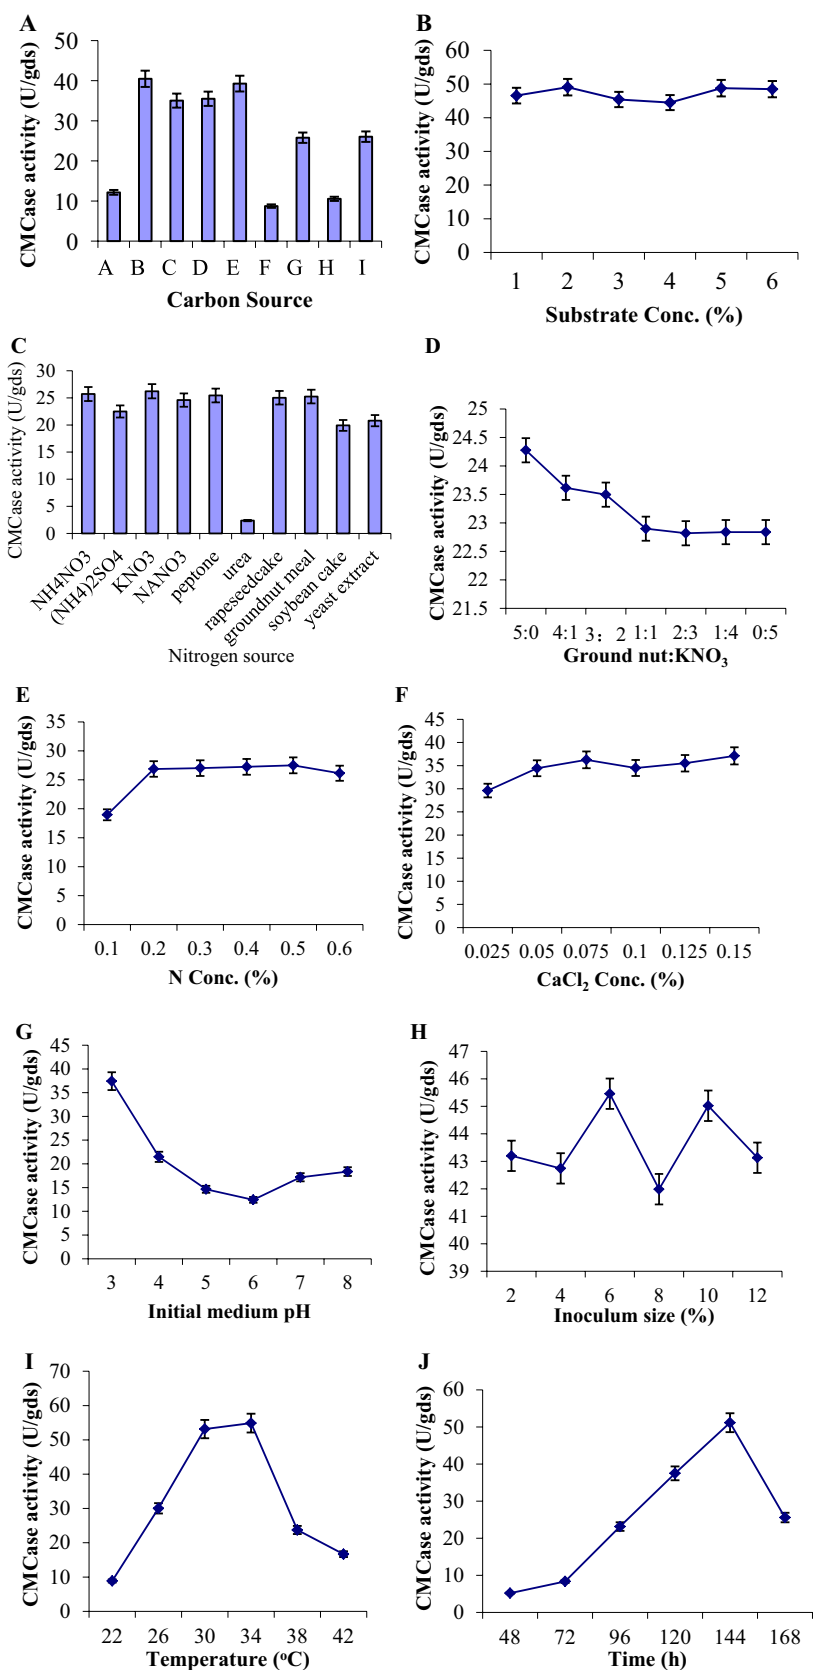 A
CMCase activity (U/gds)
50
40
30
20
10
0
A B C D E F G H I
Carbon Source
B
CMCase activity (U/gds)
60
50
40
30
20
10
0
1 2 3 4 5 6
Substrate Conc. (%)
C
CMCase activity (U/gds)
30
25
20
15
10
5
0
NH4NO3
(NH4)2SO4
KNO3
NANO3
peptone
urea
rapeseedcake
groundnut meal
soybean cake
yeast extract
Nitrogen source
D
CMCase activity (U/gds)
25
24.5
24
23.5
23
22.5
22
21.5
5:0 4:1 3： 2 1:1 2:3 1:4 0:5
Ground nut:KNO₃
E
CMCase activity (U/gds)
35
30
25
20
15
10
5
0
0.1 0.2 0.3 0.4 0.5 0.6
N Conc. (%)
F
CMCase activity (U/gds)
45
40
35
30
25
20
15
10
5
0
0.025 0.05 0.075 0.1 0.125 0.15
CaCl₂ Conc. (%)
G
CMCase activity (U/gds)
45
40
35
30
25
20
15
10
5
0
3 4 5 6 7 8
Initial medium pH
H
CMCase activity (U/gds)
47
46
45
44
43
42
41
40
39
2 4 6 8 10 12
Inoculum size (%)
I
CMCase activity (U/gds)
70
60
50
40
30
20
10
0
22 26 30 34 38 42
Temperature (ºC)
J
CMCase activity (U/gds)
60
50
40
30
20
10
0
48 72 96 120 144 168
Time (h)